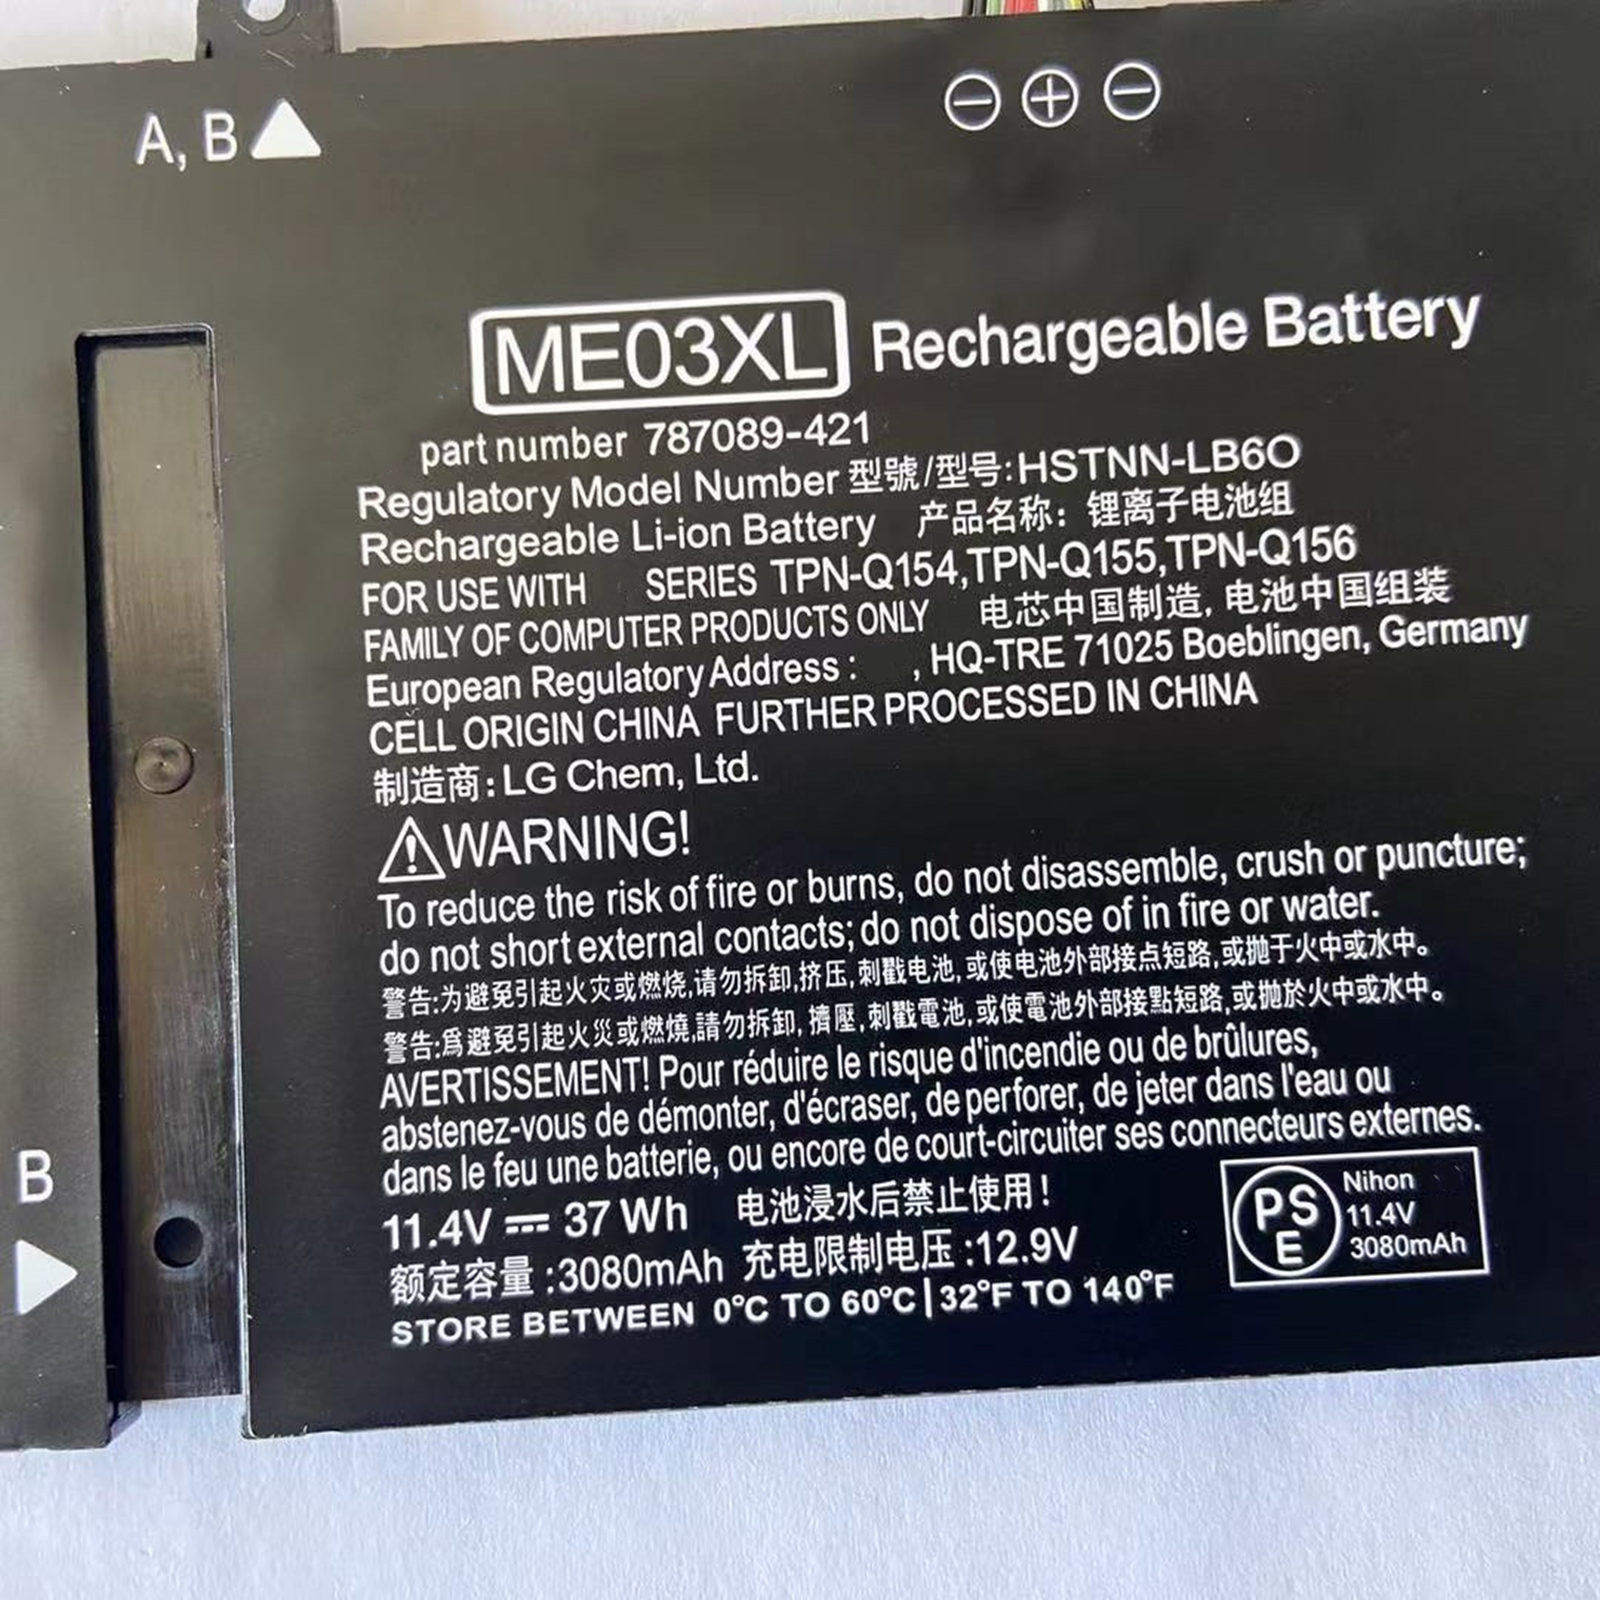 A, B
ME03XL Rechargeable Battery
part number 787089-421
Regulatory Model Number 型號/型号:HSTNN-LB6O
Rechargeable Li-ion Battery 产品名称: 锂离子电池组
FOR USE WITH SERIES TPN-Q154,TPN-Q155,TPN-Q156
FAMILY OF COMPUTER PRODUCTS ONLY 电芯中国制造, 电池中国组装
European Regulatory Address : , HQ-TRE 71025 Boeblingen, Germany
CELL ORIGIN CHINA FURTHER PROCESSED IN CHINA
制造商:LG Chem, Ltd.
WARNING!
To reduce the risk of fire or burns, do not disassemble, crush or puncture;
do not short external contacts; do not dispose of in fire or water.
警告:为避免引起火灾或燃烧,请勿拆卸,挤压,刺戳电池,或使电池外部接点短路,或抛于火中或水中。
警告:爲避免引起火災或燃燒,請勿拆卸,擠壓,刺戳電池,或使電池外部接點短路,或抛於火中或水中。
AVERTISSEMENT! Pour réduire le risque d'incendie ou de brûlures,
abstenez-vous de démonter, d'écraser, de perforer, de jeter dans l'eau ou
dans le feu une batterie, ou encore de court-circuiter ses connecteurs externes.
11.4V ⎓ 37 Wh 电池浸水后禁止使用!
额定容量:3080mAh 充电限制电压:12.9V
STORE BETWEEN 0°C TO 60°C | 32°F TO 140°F
PS
E
Nihon
11.4V
3080mAh
B